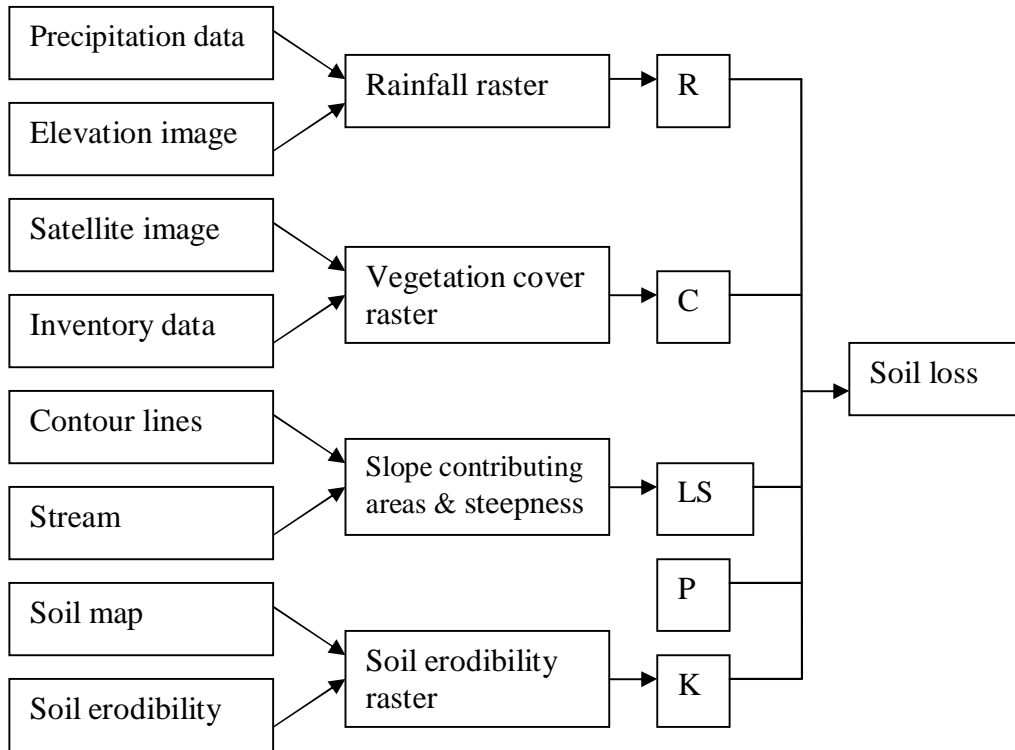 Precipitation data
Elevation image
Rainfall raster
R
Satellite image
Inventory data
Vegetation cover
raster
C
Contour lines
Stream
Slope contributing
areas & steepness
LS
P
Soil map
Soil erodibility
Soil erodibility
raster
K
Soil loss